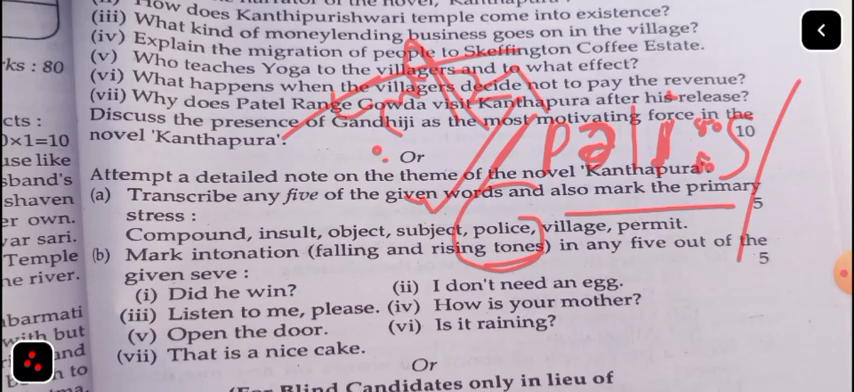 (ii) How does Kanthipurishwari temple come into existence?
(iii) What kind of moneylending business goes on in the village?
(iv) Explain the migration of people to Skeffington Coffee Estate.
(v) Who teaches Yoga to the villagers and to what effect?
(vi) What happens when the villagers decide not to pay the revenue?
(vii) Why does Patel Range Gowda visit Kanthapura after his release?
Discuss the presence of Gandhiji as the most motivating force in the
novel 'Kanthapura'. 10
Or
Attempt a detailed note on the theme of the novel 'Kanthapura'.
(a) Transcribe any five of the given words and also mark the primary
stress : 5
Compound, insult, object, subject, police, village, permit.
(b) Mark intonation (falling and rising tones) in any five out of the
given seve : 5
(i) Did he win? (ii) I don't need an egg.
(iii) Listen to me, please. (iv) How is your mother?
(v) Open the door. (vi) Is it raining?
(vii) That is a nice cake.
Or
Blind Candidates only in lieu of
rks : 80
cts :
0×1=10
use like
sband's
shaven
er own.
var sari.
Temple
he river.
barmati
with but
and
h to